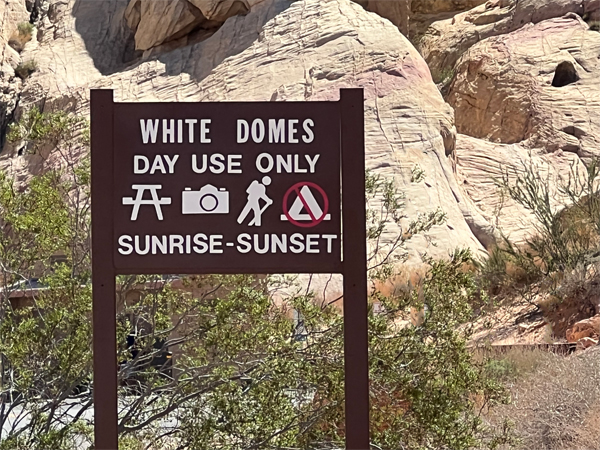 WHITE DOMES
DAY USE ONLY
SUNRISE-SUNSET